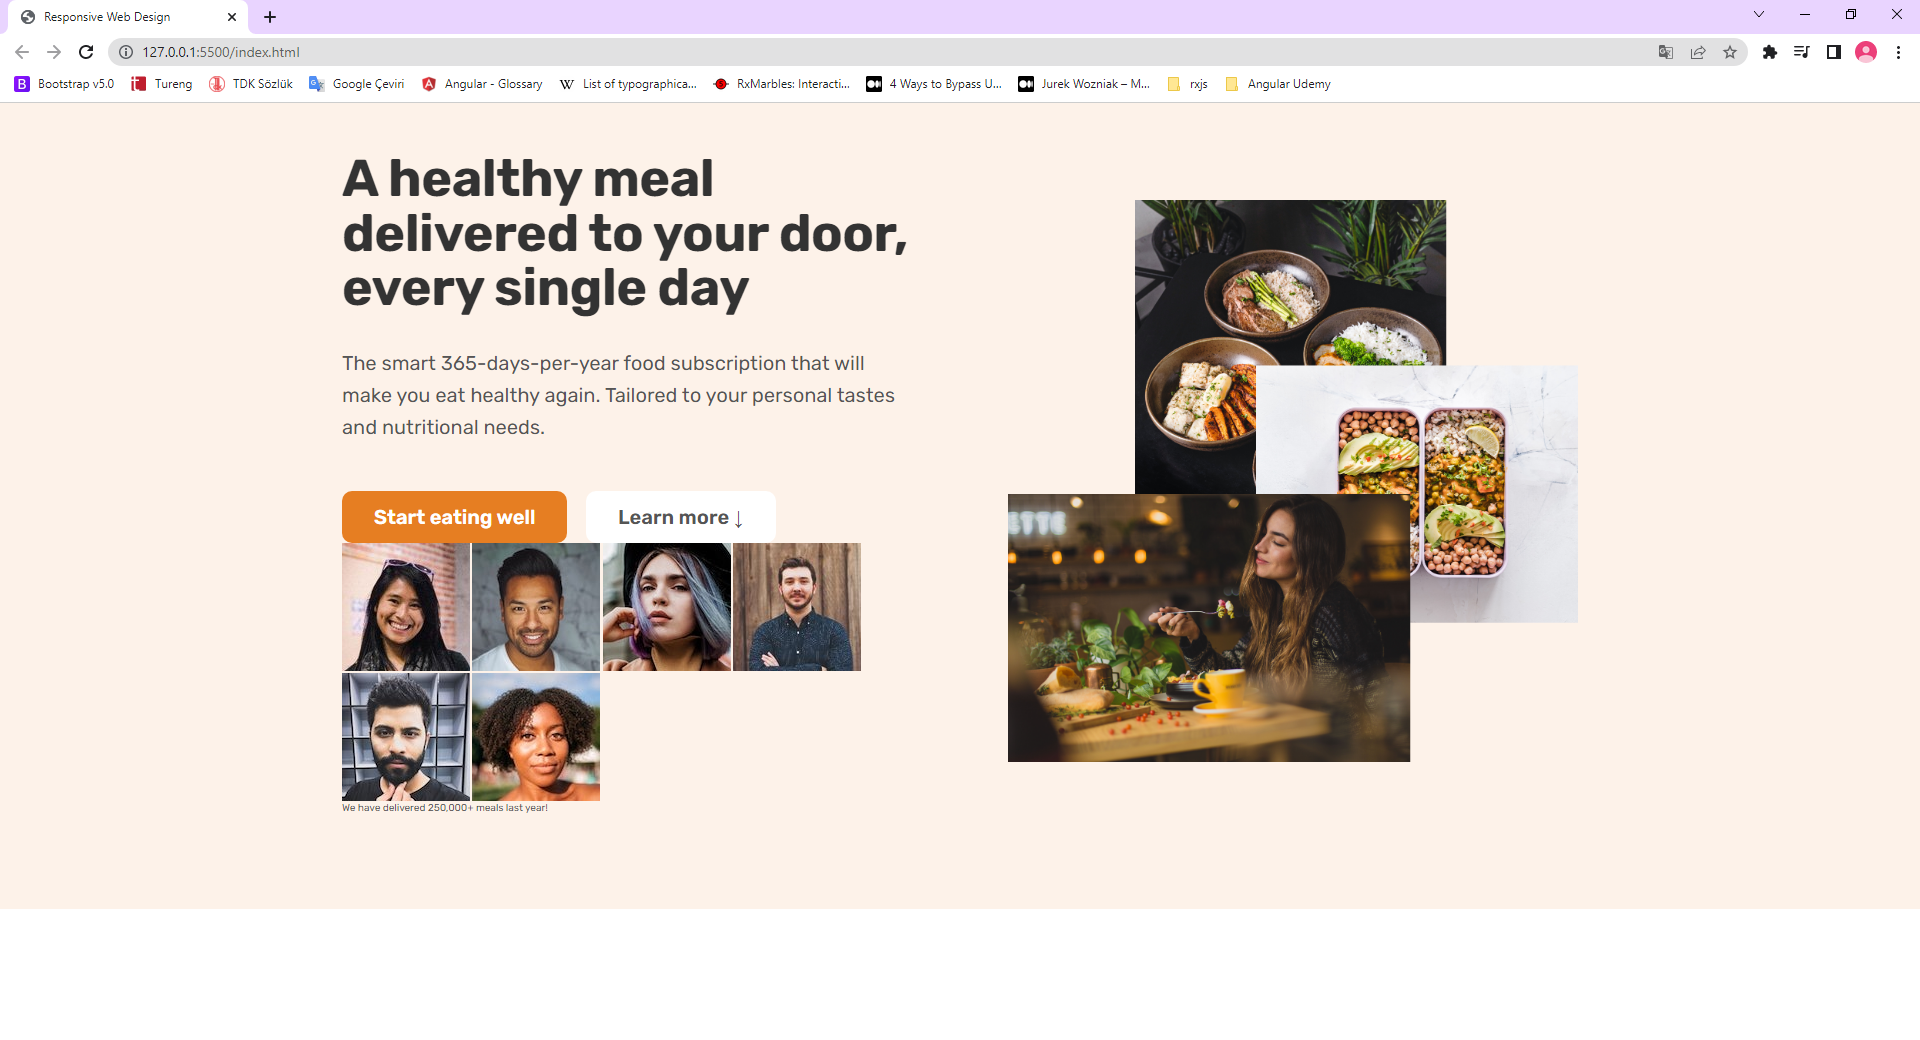 Responsive Web Design
127.0.0.1:5500/index.html
B Bootstrap v5.0 Tureng TDK Sözlük Google Çeviri Angular - Glossary W List of typographica... RxMarbles: Interacti... 4 Ways to Bypass U... Jurek Wozniak – M... rxjs Angular Udemy
A healthy meal
delivered to your door,
every single day
The smart 365-days-per-year food subscription that will
make you eat healthy again. Tailored to your personal tastes
and nutritional needs.
Start eating well Learn more ↓
ETTE
We have delivered 250,000+ meals last year!